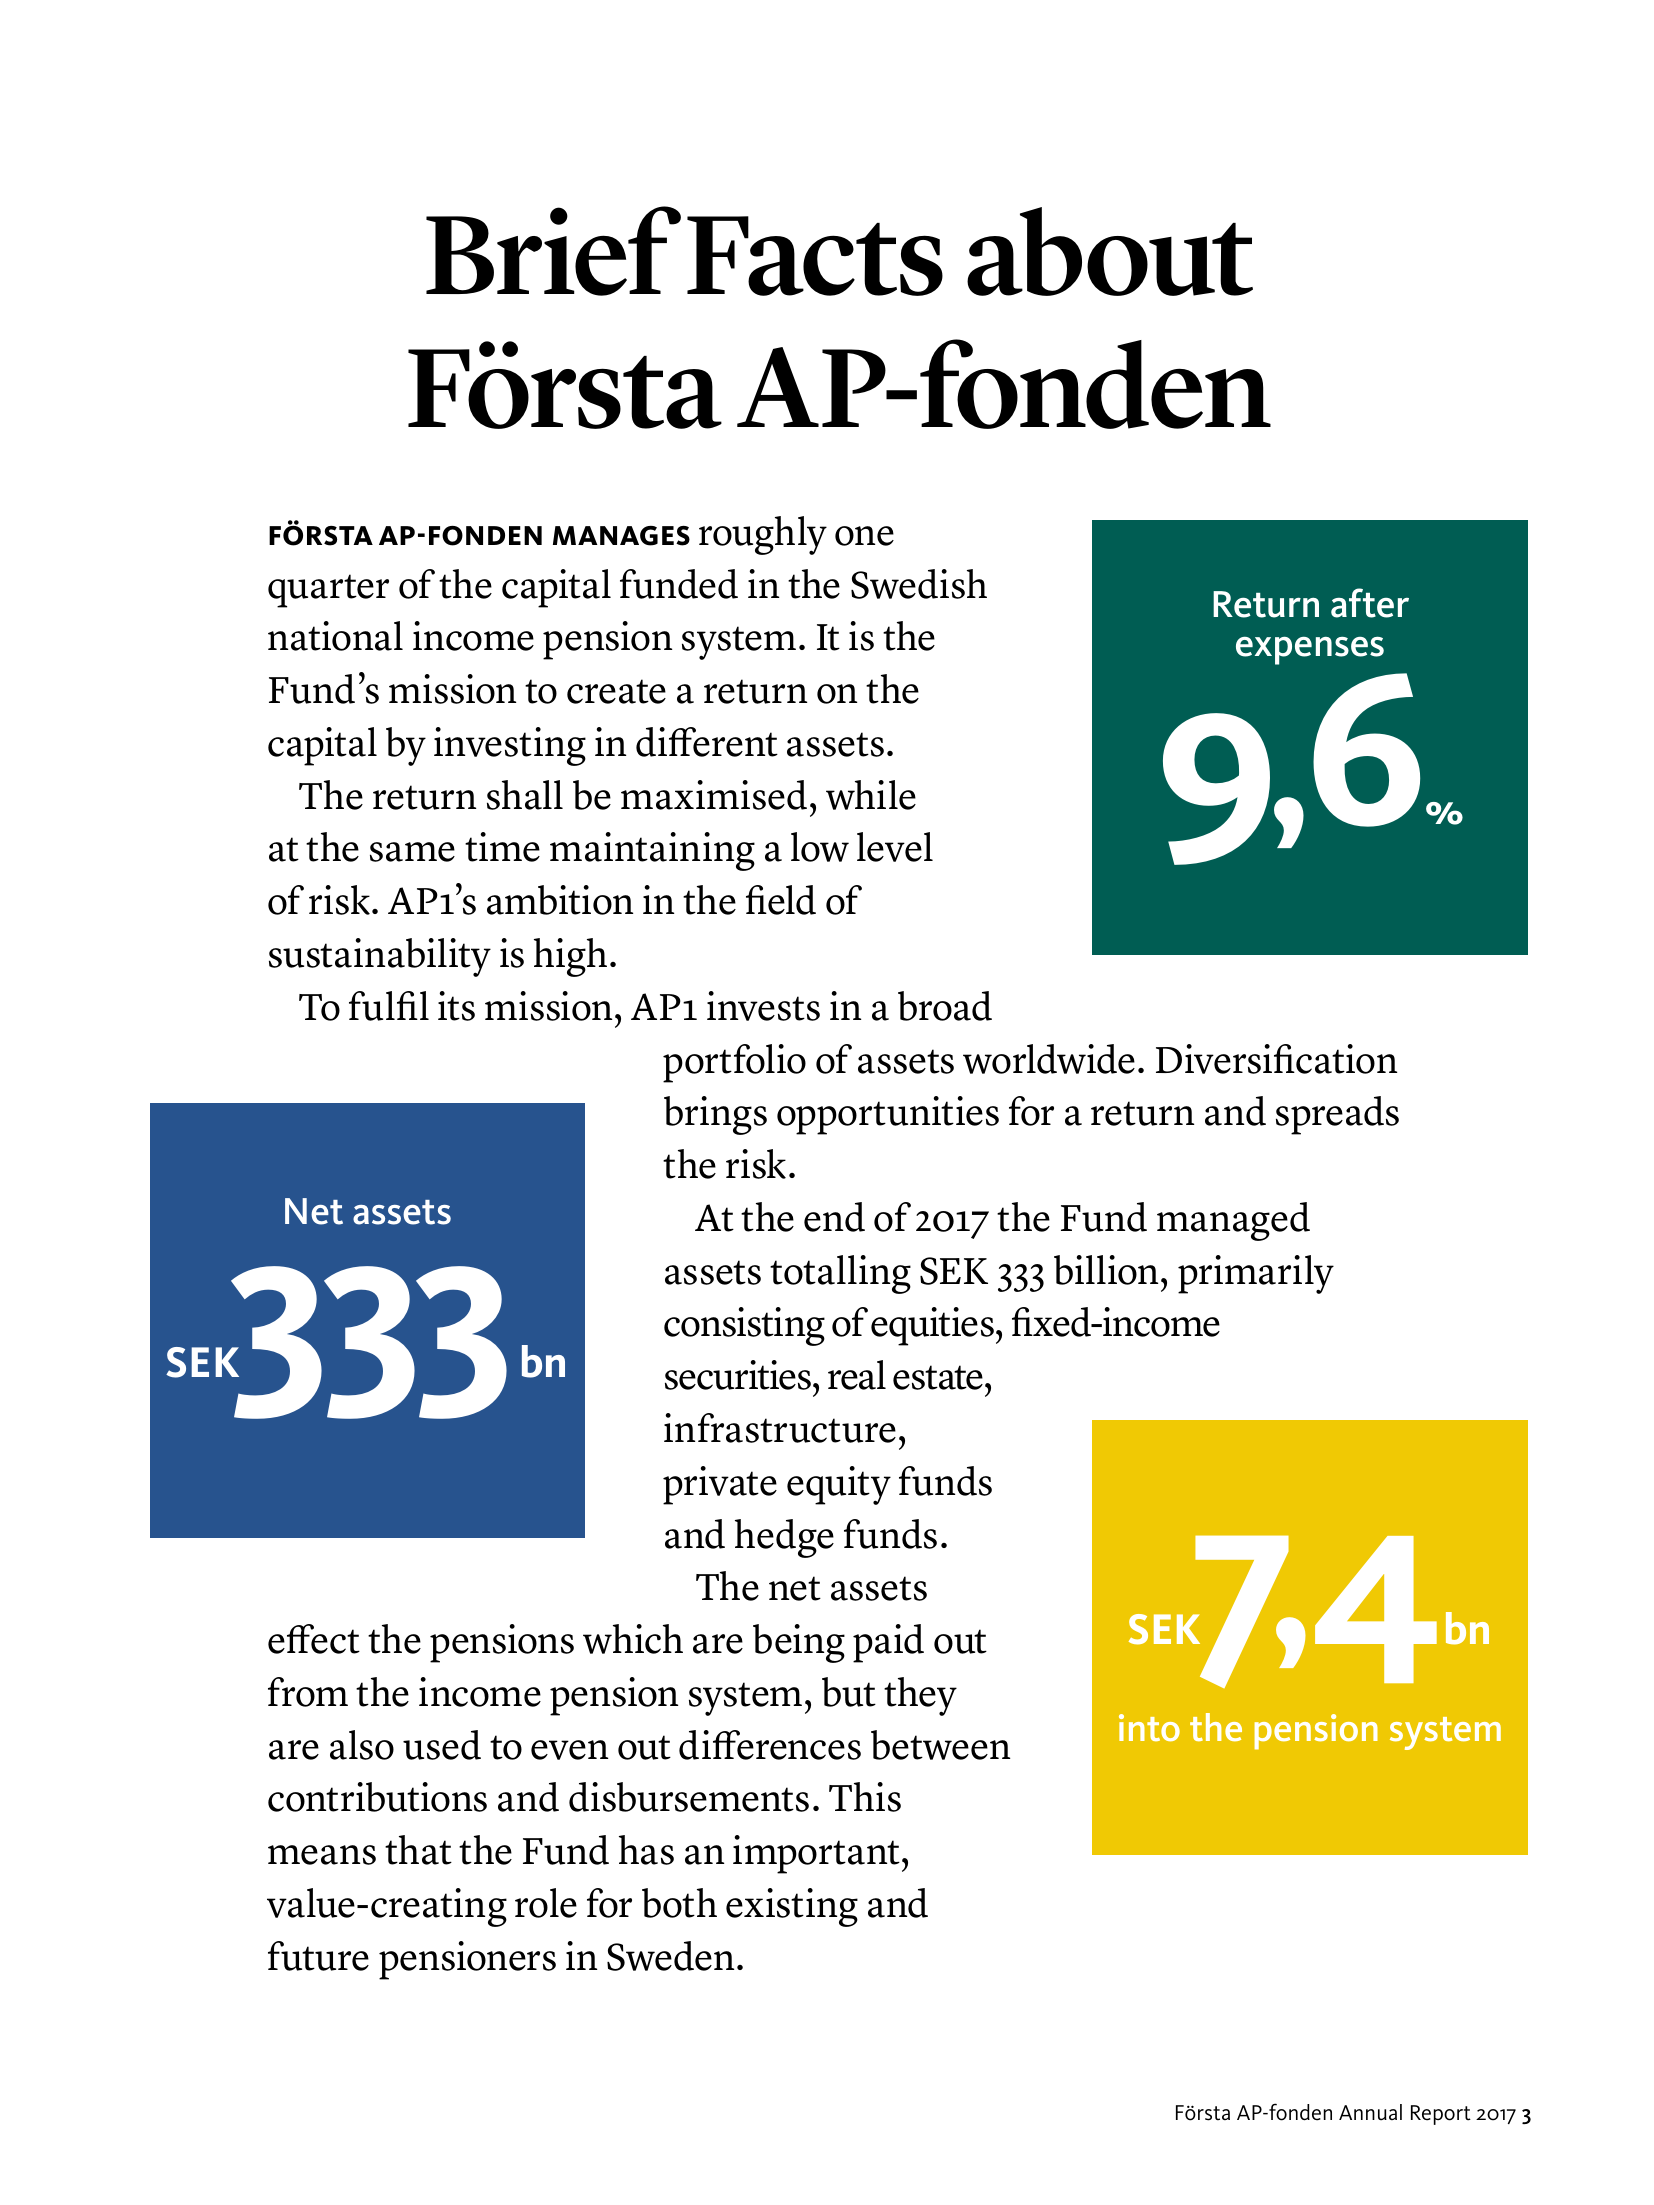 Brief Facts about
Första AP-fonden
FÖRSTA AP-FONDEN MANAGES roughly one
quarter of the capital funded in the Swedish
national income pension system. It is the
Fund’s mission to create a return on the
capital by investing in different assets.
The return shall be maximised, while
at the same time maintaining a low level
of risk. AP1’s ambition in the field of
sustainability is high.
To fulfil its mission, AP1 invests in a broad
portfolio of assets worldwide. Diversification
brings opportunities for a return and spreads
the risk.
At the end of 2017 the Fund managed
assets totalling SEK 333 billion, primarily
consisting of equities, fixed-income
securities, real estate,
infrastructure,
private equity funds
and hedge funds.
The net assets
effect the pensions which are being paid out
from the income pension system, but they
are also used to even out differences between
contributions and disbursements. This
means that the Fund has an important,
value-creating role for both existing and
future pensioners in Sweden.
Return after
expenses
9,6%
Net assets
SEK 333 bn
SEK 7,4 bn
into the pension system
Första AP-fonden Annual Report 2017 3